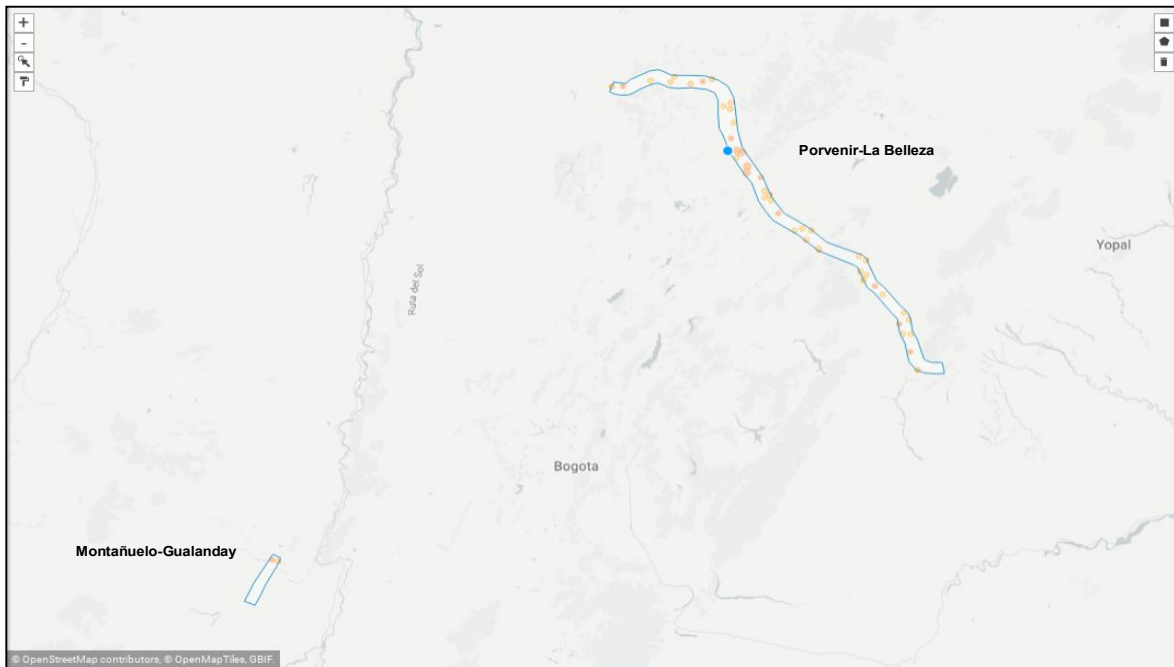 +
-
Porvenir-La Belleza
Yopal
Ruta del Sol
Bogota
Montañuelo-Gualanday
© OpenStreetMap contributors, © OpenMapTiles, GBIF.